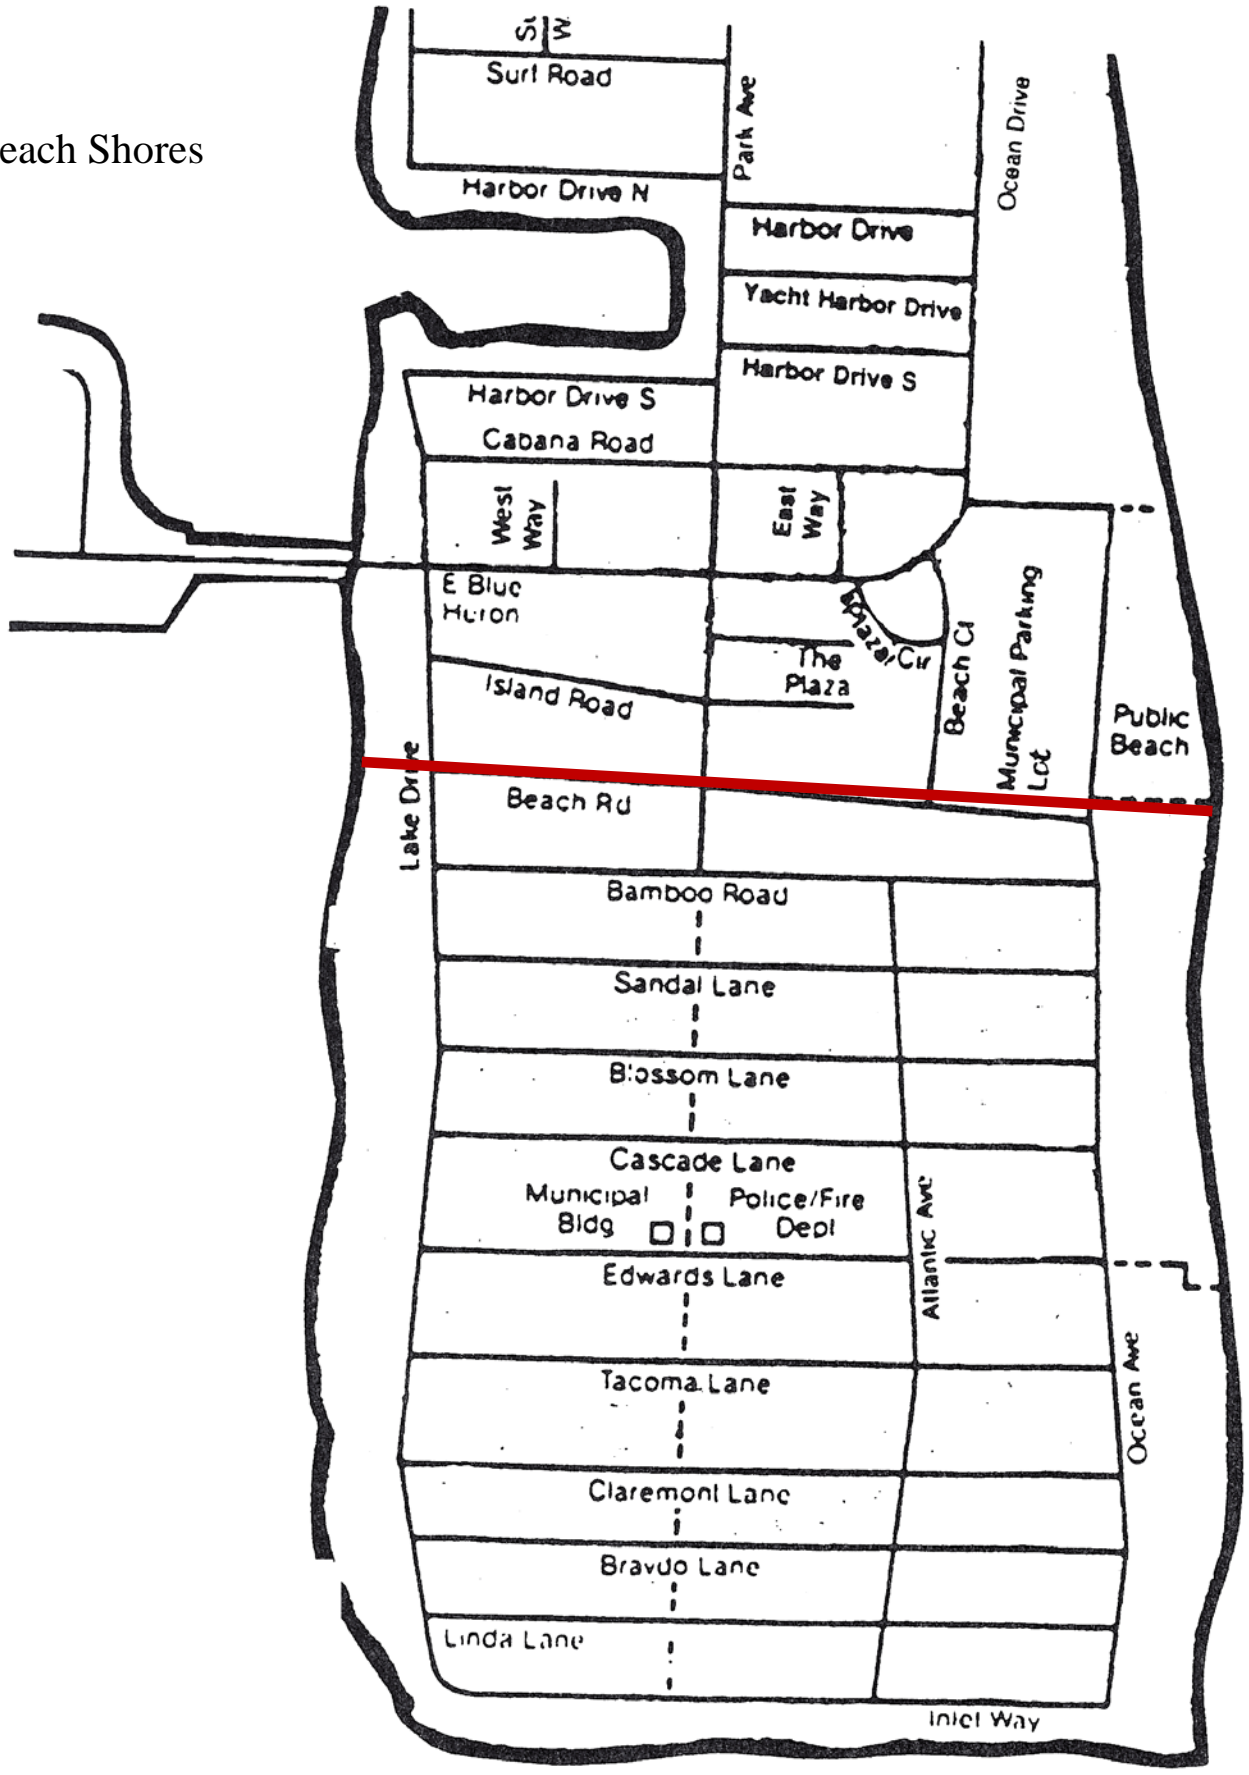 W.
Surf Road
Park Ave
Ocean Drive
each Shores
Harbor Drive N
Harbor Drive
Yacht Harbor Drive
Harbor Drive S
Harbor Drive S
Cabana Road
West
Way
East
Way
E Blue
Heron
Cir
The
Plaza
Beach Ct
Municipal Parking
Lot
Public
Beach
Island Road
Lake Drive
Beach Rd
Bamboo Road
Sandal Lane
Blossom Lane
Cascade Lane
Municipal
Bldg
Police/Fire
Dept
Atlantic Ave
Edwards Lane
Ocean Ave
Tacoma Lane
Claremont Lane
Bravdo Lane
Linda Lane
Inlet Way